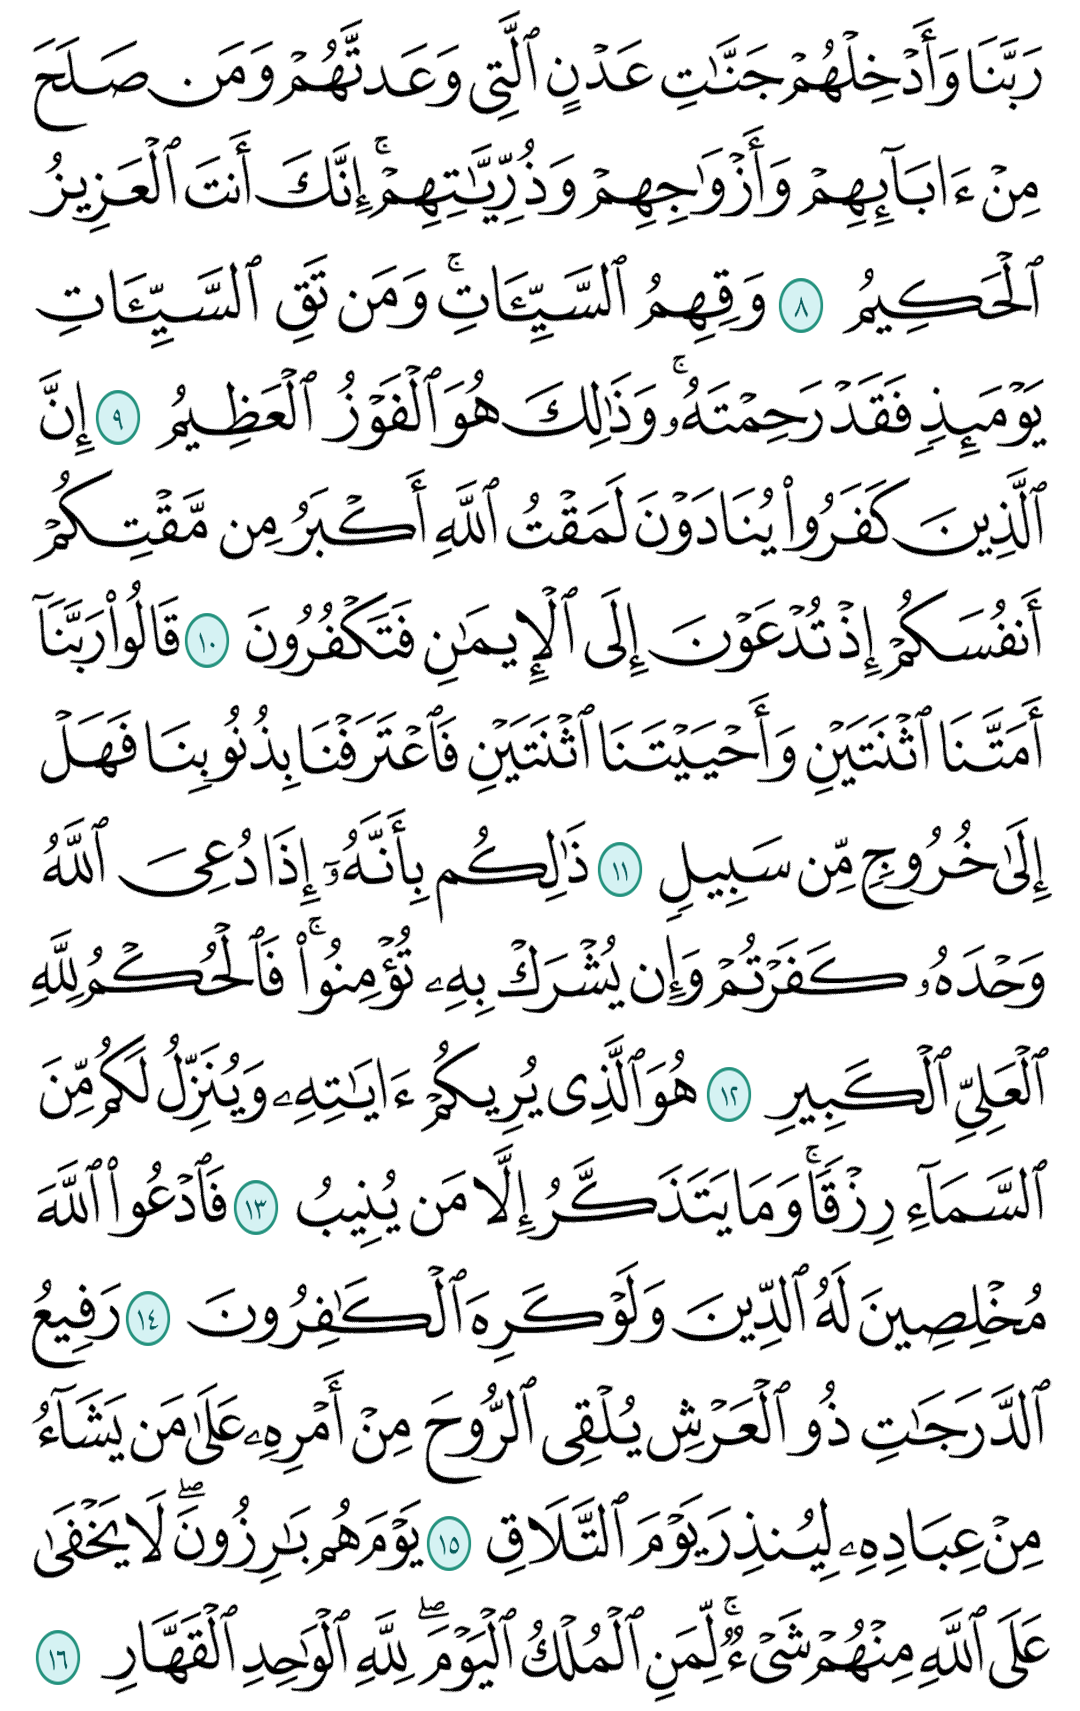 رَبَّنَا وَأَدۡخِلۡهُمۡ جَنَّـٰتِ عَدۡنٍ ٱلَّتِى وَعَدتَّهُمۡ وَمَن صَلَحَ
مِنۡ ءَابَآئِهِمۡ وَأَزۡوَٰجِهِمۡ وَذُرِّيَّـٰتِهِمۡۚ إِنَّكَ أَنتَ ٱلۡعَزِيزُ
ٱلۡحَكِيمُ ٨ وَقِهِمُ ٱلسَّيِّـَٔاتِۚ وَمَن تَقِ ٱلسَّيِّـَٔاتِ
يَوۡمَئِذٍ فَقَدۡ رَحِمۡتَهُۥۚ وَذَٰلِكَ هُوَ ٱلۡفَوۡزُ ٱلۡعَظِيمُ ٩ إِنَّ
ٱلَّذِينَ كَفَرُوا۟ يُنَادَوۡنَ لَمَقۡتُ ٱللَّهِ أَكۡبَرُ مِن مَّقۡتِكُمۡ
أَنفُسَكُمۡ إِذۡ تُدۡعَوۡنَ إِلَى ٱلۡإِيمَـٰنِ فَتَكۡفُرُونَ ١٠ قَالُوا۟ رَبَّنَآ
أَمَتَّنَا ٱثۡنَتَيۡنِ وَأَحۡيَيۡتَنَا ٱثۡنَتَيۡنِ فَٱعۡتَرَفۡنَا بِذُنُوبِنَا فَهَلۡ
إِلَىٰ خُرُوجٍ مِّن سَبِيلٍ ١١ ذَٰلِكُم بِأَنَّهُۥٓ إِذَا دُعِىَ ٱللَّهُ
وَحۡدَهُۥ كَفَرۡتُمۡ وَإِن يُشۡرَكۡ بِهِۦ تُؤۡمِنُوا۟ۚ فَٱلۡحُكۡمُ لِلَّهِ
ٱلۡعَلِىِّ ٱلۡكَبِيرِ ١٢ هُوَ ٱلَّذِى يُرِيكُمۡ ءَايَـٰتِهِۦ وَيُنَزِّلُ لَكُم مِّنَ
ٱلسَّمَآءِ رِزۡقًاۚ وَمَا يَتَذَكَّرُ إِلَّا مَن يُنِيبُ ١٣ فَٱدۡعُوا۟ ٱللَّهَ
مُخۡلِصِينَ لَهُ ٱلدِّينَ وَلَوۡ كَرِهَ ٱلۡكَـٰفِرُونَ ١٤ رَفِيعُ
ٱلدَّرَجَـٰتِ ذُو ٱلۡعَرۡشِ يُلۡقِى ٱلرُّوحَ مِنۡ أَمۡرِهِۦ عَلَىٰ مَن يَشَآءُ
مِنۡ عِبَادِهِۦ لِيُنذِرَ يَوۡمَ ٱلتَّلَاقِ ١٥ يَوۡمَ هُم بَـٰرِزُونَۖ لَا يَخۡفَىٰ
عَلَى ٱللَّهِ مِنۡهُمۡ شَىۡءٌۚ لِّمَنِ ٱلۡمُلۡكُ ٱلۡيَوۡمَۖ لِلَّهِ ٱلۡوَٰحِدِ ٱلۡقَهَّارِ ١٦